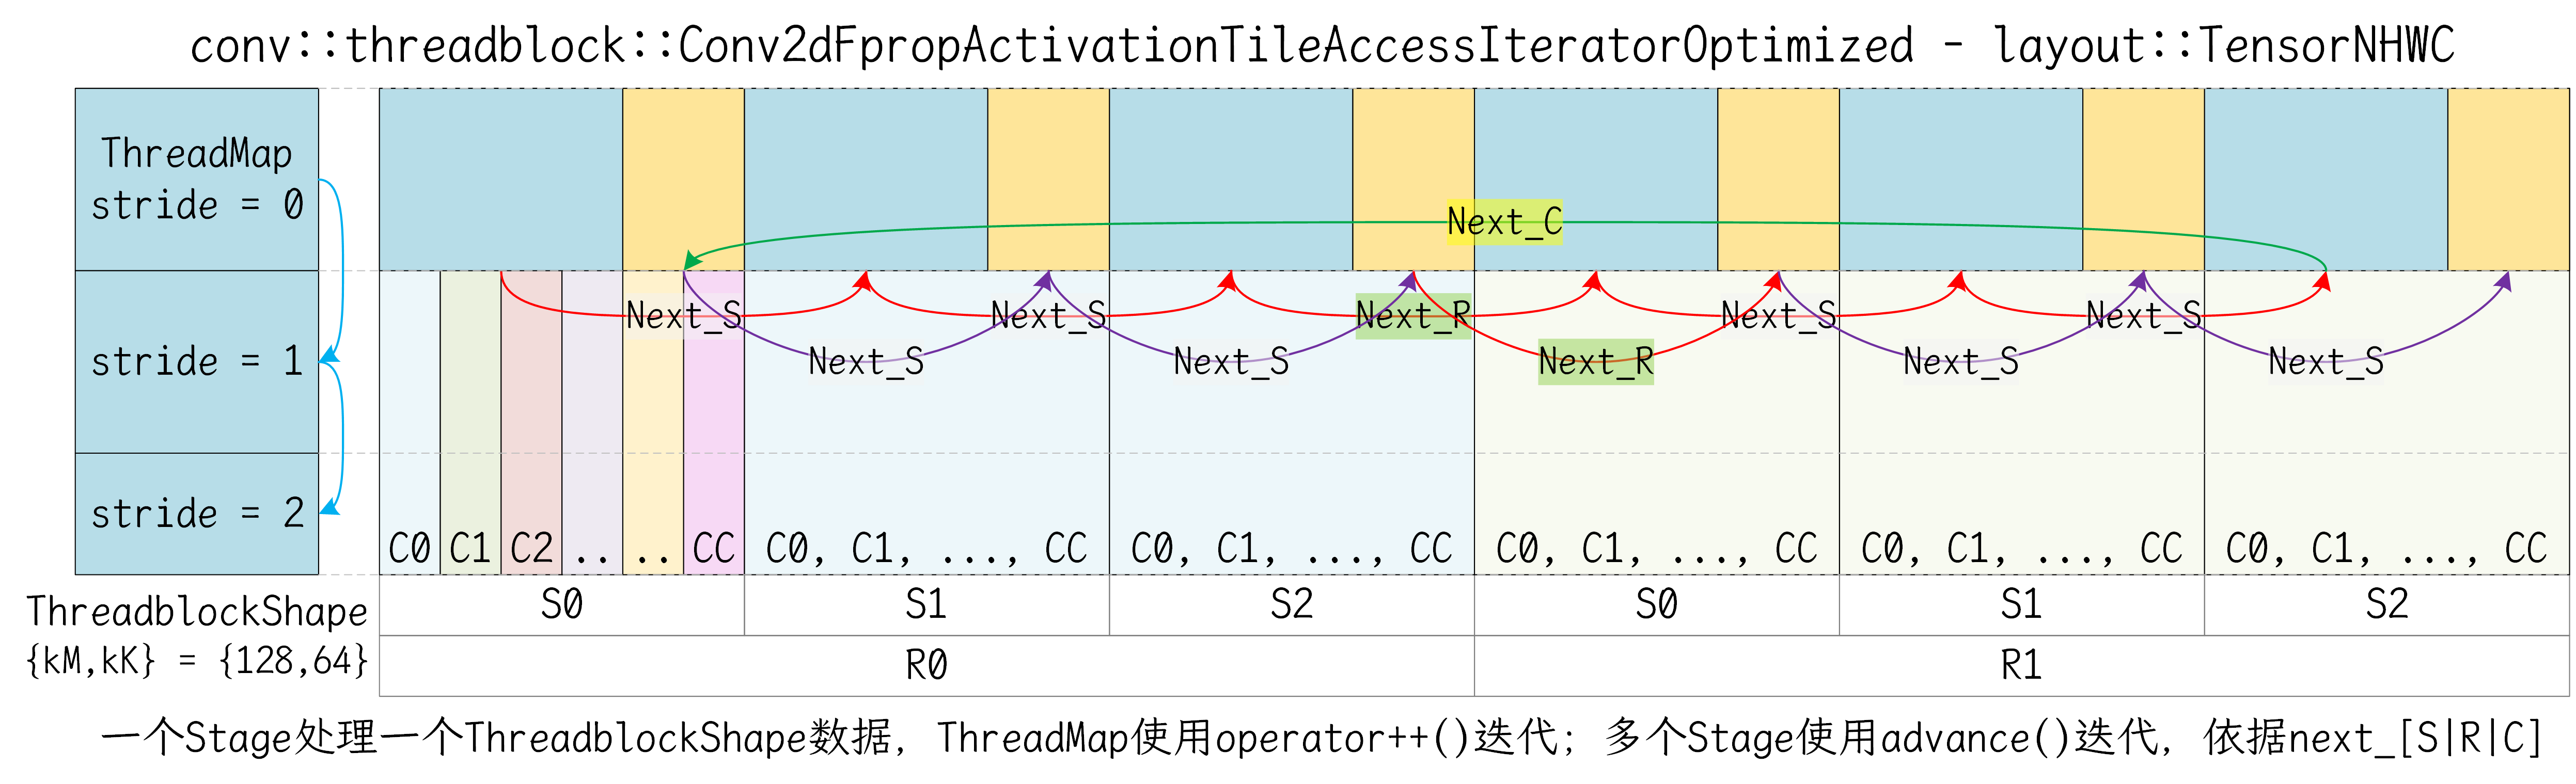 conv::threadblock::Conv2dFpropActivationTileAccessIteratorOptimized - layout::TensorNHWC
ThreadMap
stride = 0
Next_C
stride = 1
Next_S
Next_S
Next_R
Next_S
Next_S
Next_S
Next_S
Next_R
Next_S
Next_S
stride = 2
C0 C1 C2 .. .. CC
C0, C1, ..., CC
C0, C1, ..., CC
C0, C1, ..., CC
C0, C1, ..., CC
C0, C1, ..., CC
ThreadblockShape
{kM,kK} = {128,64}
S0
S1
S2
S0
S1
S2
R0
R1
一个Stage处理一个ThreadblockShape数据, ThreadMap使用operator++()迭代; 多个Stage使用advance()迭代, 依据next_[S|R|C]